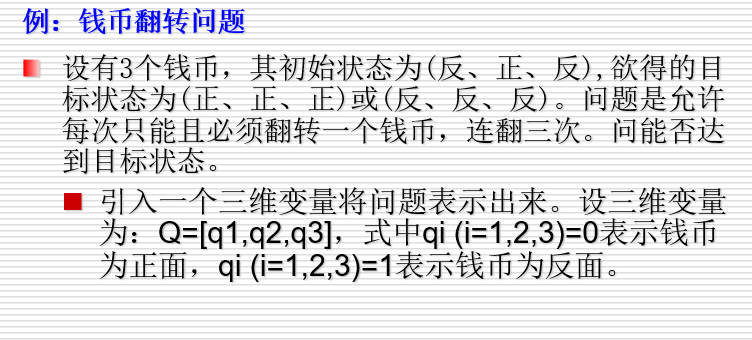 例：钱币翻转问题
设有3个钱币，其初始状态为(反、正、反),欲得的目
标状态为(正、正、正)或(反、反、反)。问题是允许
每次只能且必须翻转一个钱币，连翻三次。问能否达
到目标状态。
引入一个三维变量将问题表示出来。设三维变量
为：Q=[q1,q2,q3]，式中qi (i=1,2,3)=0表示钱币
为正面，qi (i=1,2,3)=1表示钱币为反面。